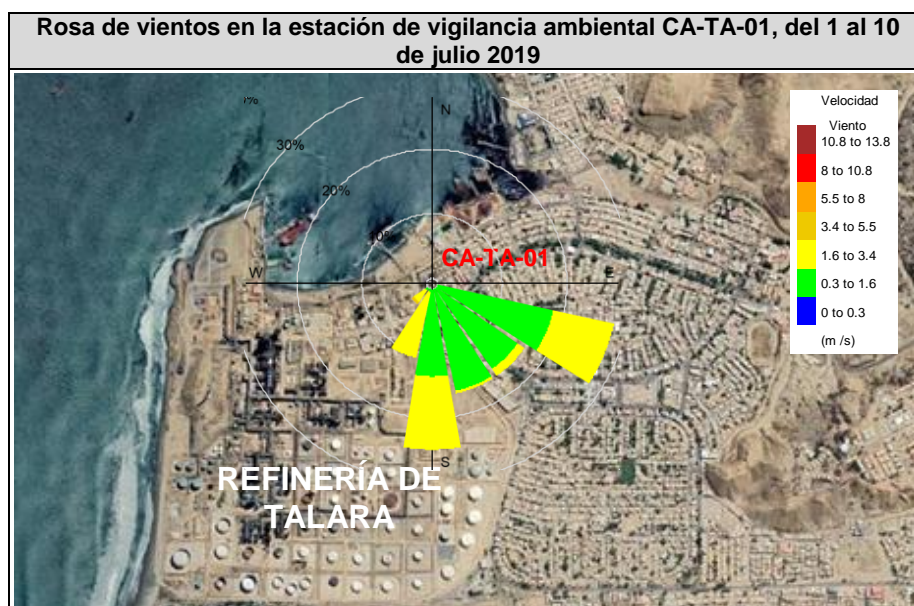 Rosa de vientos en la estación de vigilancia ambiental CA-TA-01, del 1 al 10
de julio 2019
N
30%
20%
CA-TA-01
W
E
S
REFINERÍA DE
TALARA
Velocidad
Viento
10.8 to 13.8
8 to 10.8
5.5 to 8
3.4 to 5.5
1.6 to 3.4
0.3 to 1.6
0 to 0.3
(m /s)